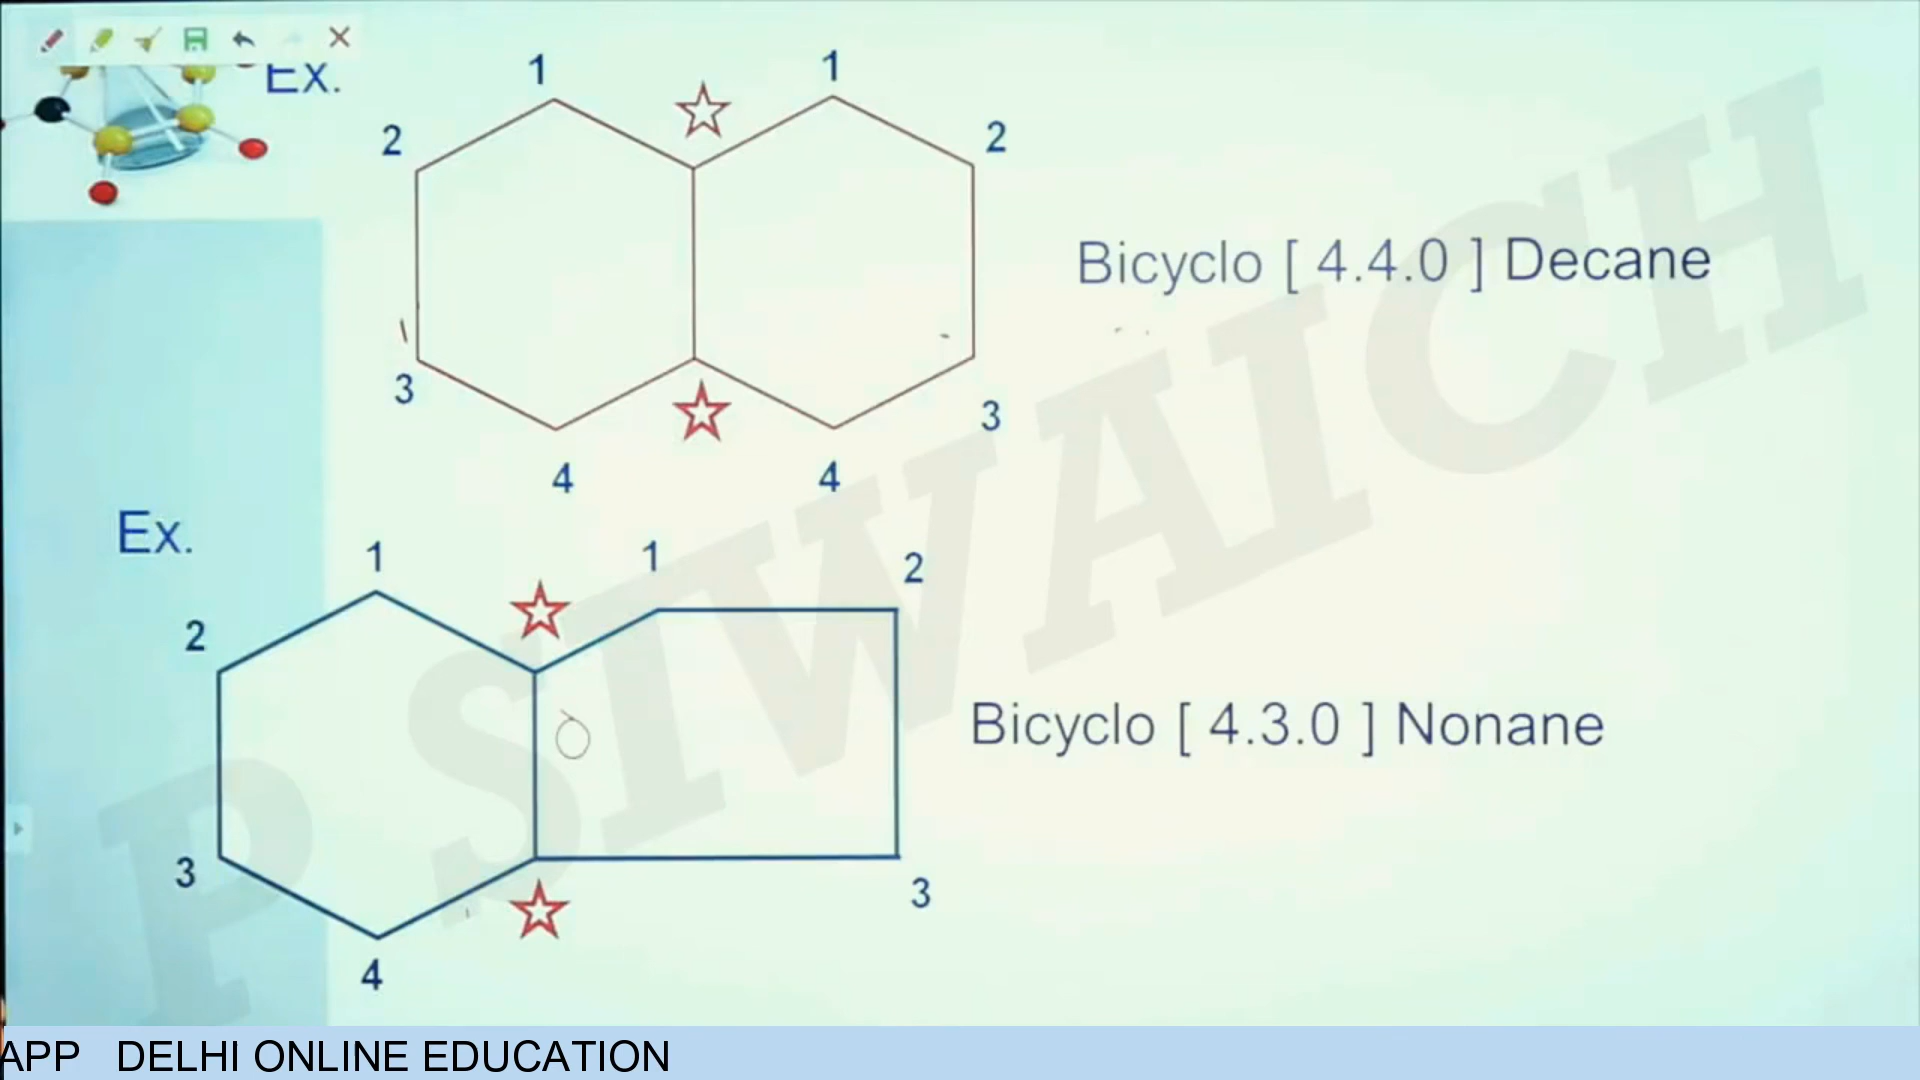 Ex.
1
1
2
2
Bicyclo [ 4.4.0 ] Decane
3
3
4
4
Ex.
1
1
2
2
Bicyclo [ 4.3.0 ] Nonane
3
3
4
P SIWAICH
APP DELHI ONLINE EDUCATION